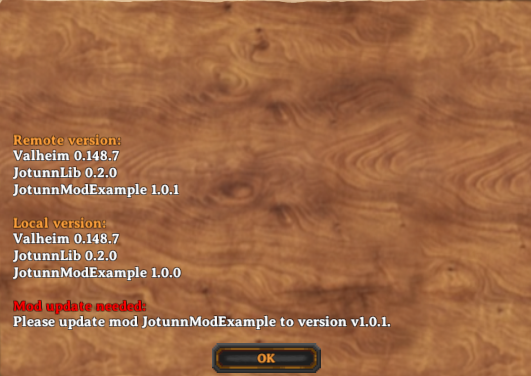 Remote version:
Valheim 0.148.7
JotunnLib 0.2.0
JotunnModExample 1.0.1
Local version:
Valheim 0.148.7
JotunnLib 0.2.0
JotunnModExample 1.0.0
Mod update needed:
Please update mod JotunnModExample to version v1.0.1.
OK